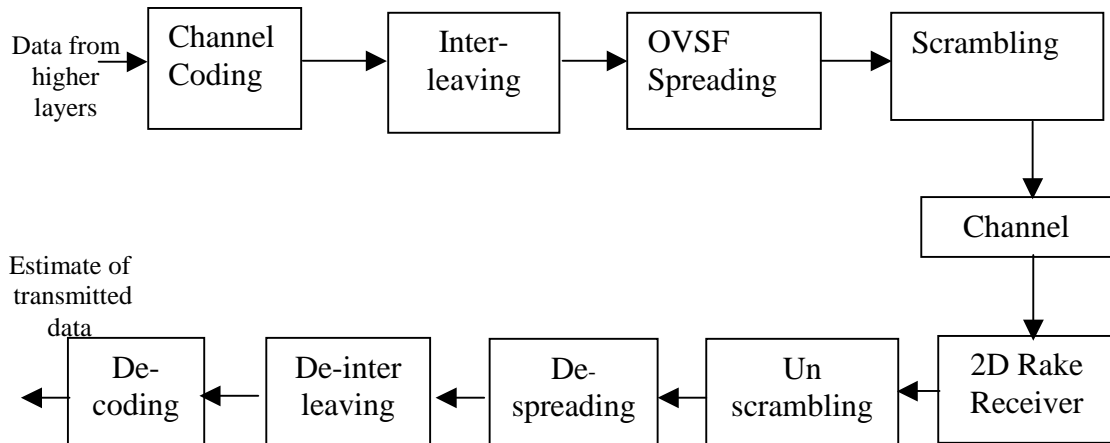 Data from
higher
layers
Channel
Coding
Inter-
leaving
OVSF
Spreading
Scrambling
Channel
2D Rake
Receiver
Un
scrambling
De-
spreading
De-inter
leaving
De-
coding
Estimate of
transmitted
data